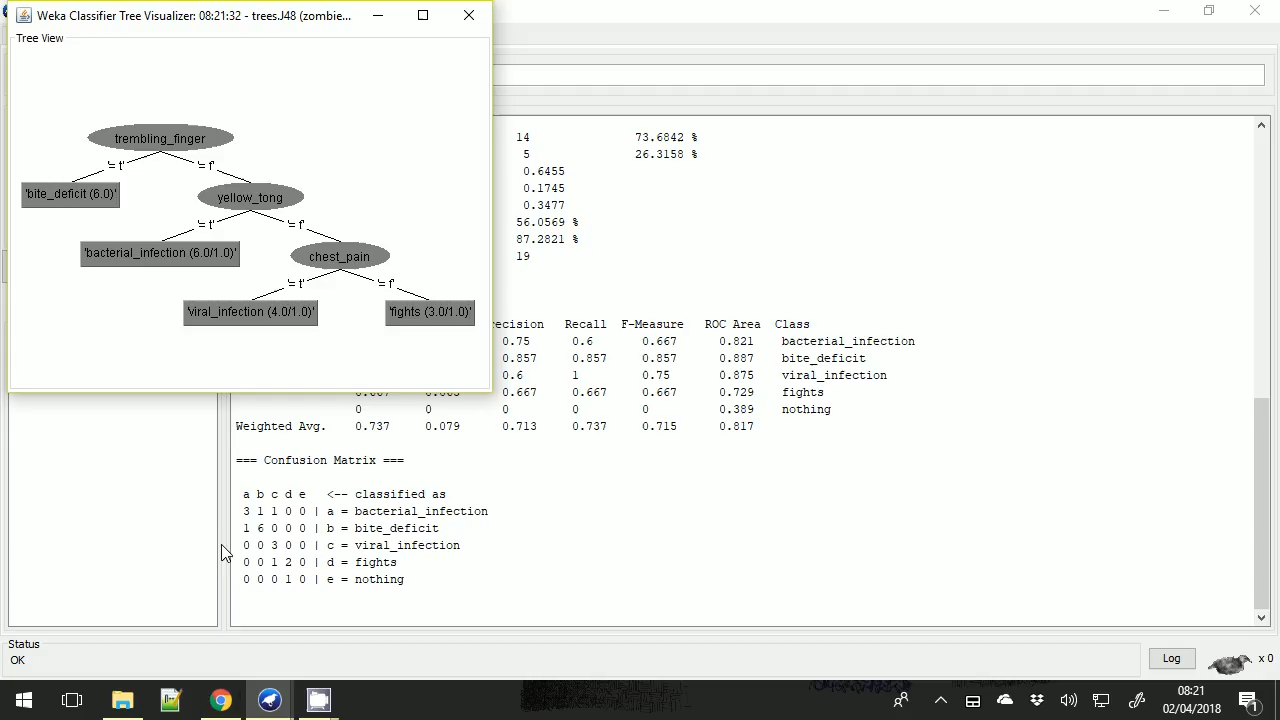 Weka Classifier Tree Visualizer: 08:21:32 - trees.J48 (zombie...
Tree View
trembling_finger
'= t' '= f'
'bite_deficit (6.0)' yellow_tong
'= t' '= f'
'bacterial_infection (6.0/1.0)' chest_pain
'= t' '= f'
'viral_infection (4.0/1.0)' 'fights (3.0/1.0)'
14 73.6842 %
5 26.3158 %
0.6455
0.1745
0.3477
56.0569 %
87.2821 %
19
ecision Recall F-Measure ROC Area Class
0.75 0.6 0.667 0.821 bacterial_infection
0.857 0.857 0.857 0.887 bite_deficit
0.6 1 0.75 0.875 viral_infection
0.667 0.667 0.667 0.729 fights
0 0 0 0 0 0.389 nothing
Weighted Avg. 0.737 0.079 0.713 0.737 0.715 0.817
=== Confusion Matrix ===
a b c d e <-- classified as
3 1 1 0 0 | a = bacterial_infection
1 6 0 0 0 | b = bite_deficit
0 0 3 0 0 | c = viral_infection
0 0 1 2 0 | d = fights
0 0 0 1 0 | e = nothing
Status
OK
Log
x 0
08:21
02/04/2018
1